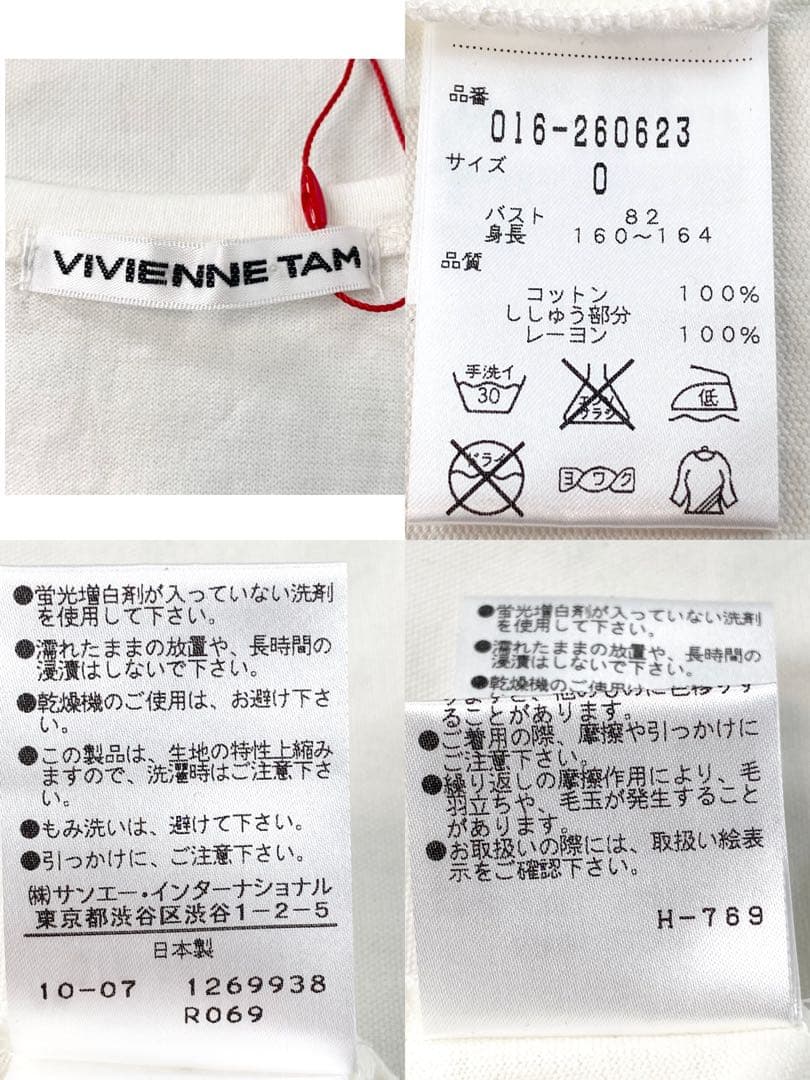 VIVIENNE TAM
品番
016-260623
サイズ
0
バスト 82
身長 160～164
品質
コットン 100%
ししゅう部分
レーヨン 100%
手洗イ
30
エンソ
サラシ
低
ドライ
ヨワク
●蛍光増白剤が入っていない洗剤
を使用して下さい。
●濡れたままの放置や、長時間の
浸漬はしないで下さい。
●乾燥機のご使用は、お避け下さ
い。
●この製品は、生地の特性上縮み
ますので、洗濯時はご注意下さ
い。
●もみ洗いは、避けて下さい。
●引っかけに、ご注意下さい。
㈱サンエー・インターナショナル
東京都渋谷区渋谷1-2-5
日本製
10-07 1269938
R069
●蛍光増白剤が入っていない洗剤
を使用して下さい。
●濡れたままの放置や、長時間の
浸漬はしないで下さい。
●乾燥機のご使用
ることがあります。
●ご着用の際、摩擦や引っかけに
ご注意下さい。
●繰り返しの摩擦作用により、毛
羽立ちや、毛玉が発生すること
があります。
●お取扱いの際には、取扱い絵表
示をご確認下さい。
H-769